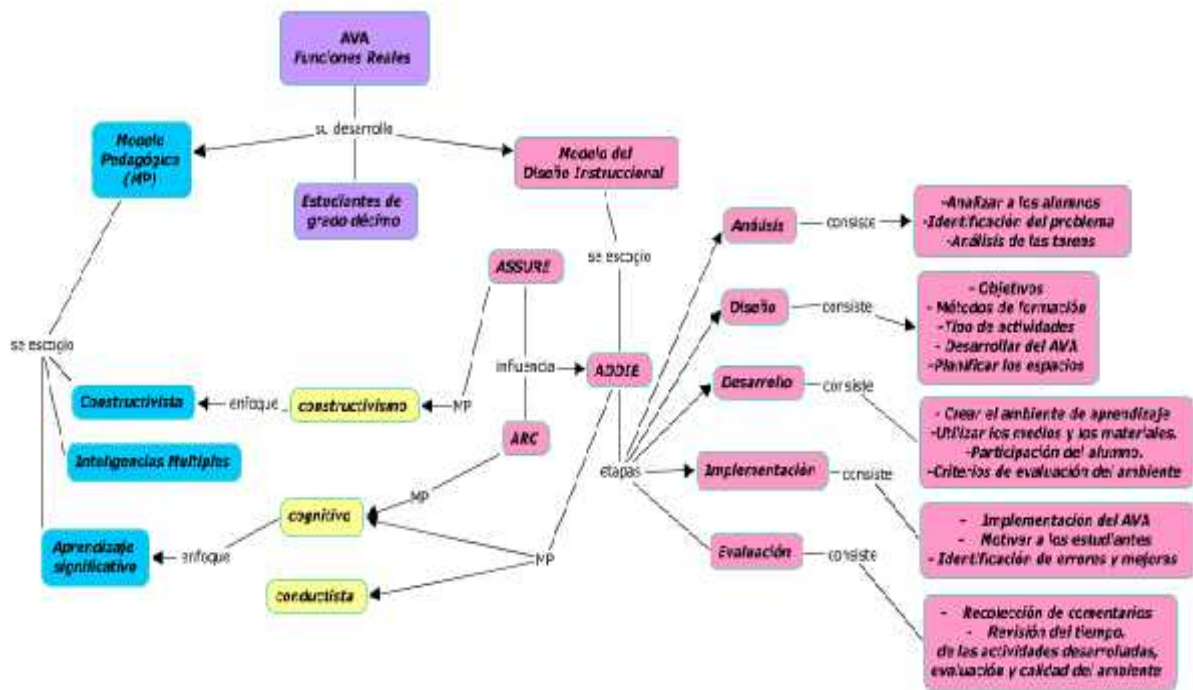 AVA
Funciones Reales
su desarrollo
Modelo
Pedagógico
(MP)
Estudiantes de
grado décimo
Modelo del
Diseño Instruccional
se escogio
ASSURE
influencia
ADDIE
ARC
MP
constructivismo
enfoque
Constructivista
se escogio
Inteligencias Multiples
MP
cognitivo
enfoque
Aprendizaje
significativo
conductista
MP
etapas
Análisis
consiste
-Analizar a los alumnos
-Identificación del problema
-Análisis de las tareas
Diseño
consiste
- Objetivos
- Métodos de formación
-Tipo de actividades
- Desarrollar del AVA
-Planificar los espacios
Desarrollo
consiste
- Crear el ambiente de aprendizaje
-Utilizar los medios y los materiales.
-Participación del alumno.
-Criterios de evaluación del ambiente
Implementación
consiste
- Implementación del AVA
- Motivar a los estudiantes
- Identificación de errores y mejoras
Evaluación
consiste
- Recolección de comentarios
- Revisión del tiempo,
de las actividades desarrolladas,
evaluación y calidad del ambiente